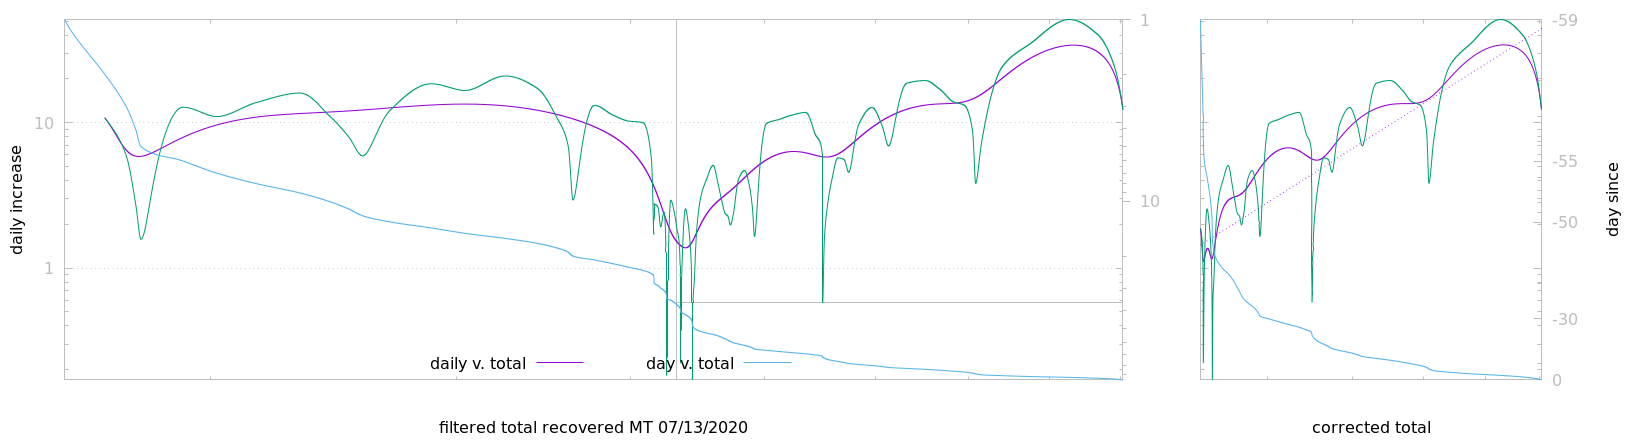 daily increase
10
1
daily v. total
day v. total
1
10
filtered total recovered MT 07/13/2020
-59
-55
-50
-30
0
day since
corrected total